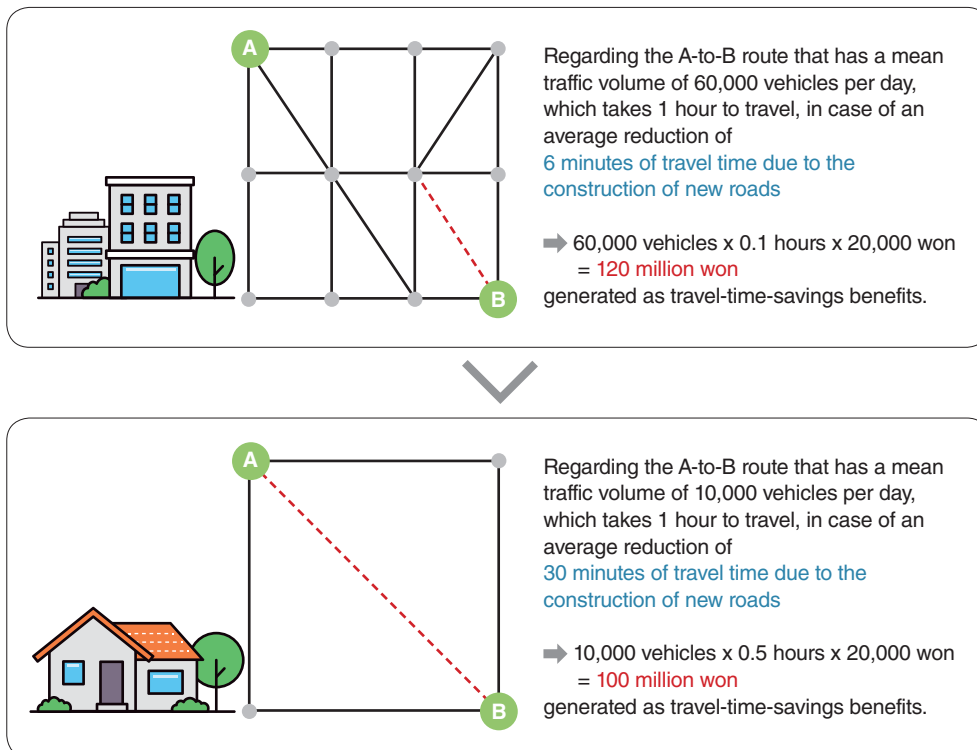 A
B
Regarding the A-to-B route that has a mean
traffic volume of 60,000 vehicles per day,
which takes 1 hour to travel, in case of an
average reduction of
6 minutes of travel time due to the
construction of new roads
60,000 vehicles x 0.1 hours x 20,000 won
= 120 million won
generated as travel-time-savings benefits.
A
B
Regarding the A-to-B route that has a mean
traffic volume of 10,000 vehicles per day,
which takes 1 hour to travel, in case of an
average reduction of
30 minutes of travel time due to the
construction of new roads
10,000 vehicles x 0.5 hours x 20,000 won
= 100 million won
generated as travel-time-savings benefits.